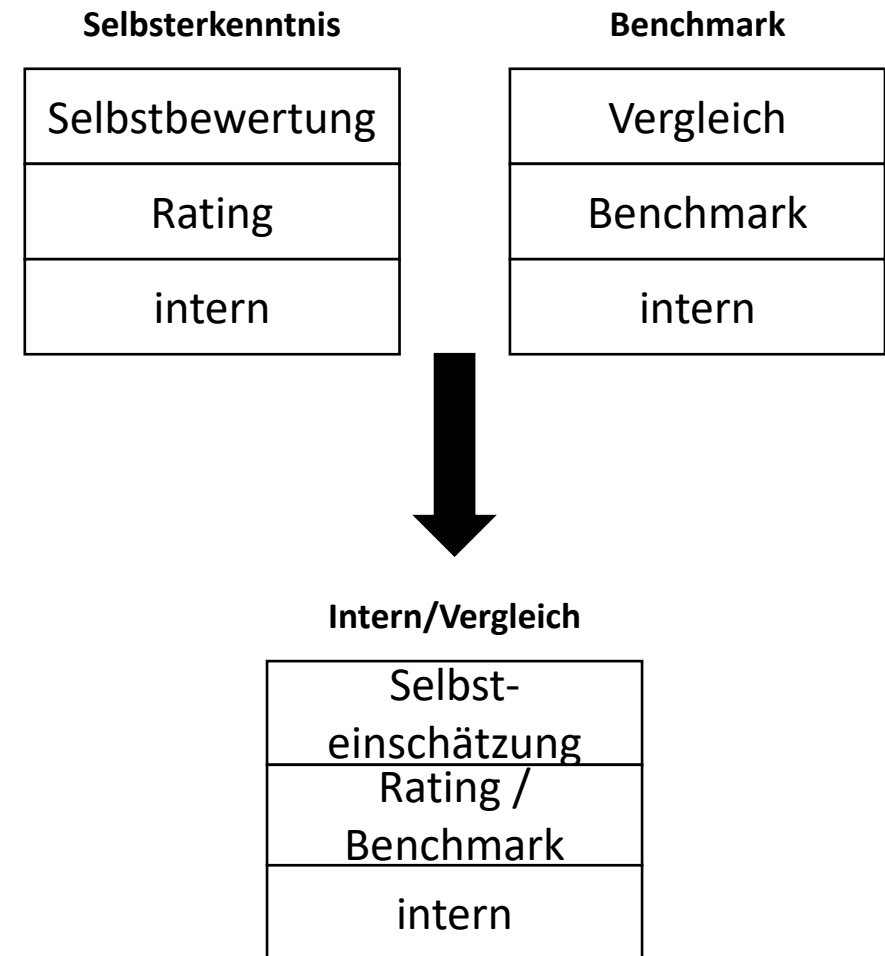 Selbsterkenntnis
Selbstbewertung
Rating
intern
Benchmark
Vergleich
Benchmark
intern
Intern/Vergleich
Selbst-
einschätzung
Rating /
Benchmark
intern